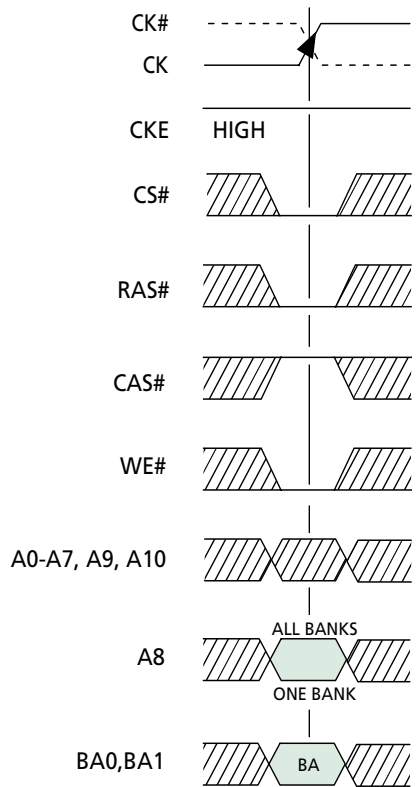 CK#
CK
CKE HIGH
CS#
RAS#
CAS#
WE#
A0-A7, A9, A10
ALL BANKS
A8
ONE BANK
BA0,BA1 BA